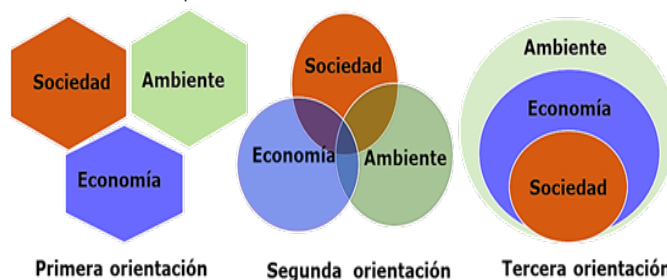 Sociedad
Ambiente
Economía
Primera orientación
Sociedad
Economía
Ambiente
Segunda orientación
Ambiente
Economía
Sociedad
Tercera orientación